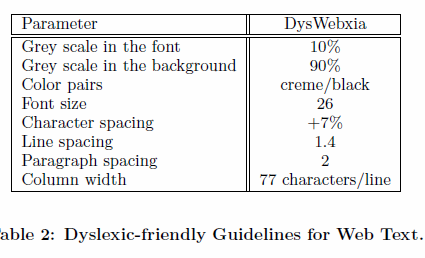 Parameter DysWebxia
Grey scale in the font 10%
Grey scale in the background 90%
Color pairs creme/black
Font size 26
Character spacing +7%
Line spacing 1.4
Paragraph spacing 2
Column width 77 characters/line
able 2: Dyslexic-friendly Guidelines for Web Text.